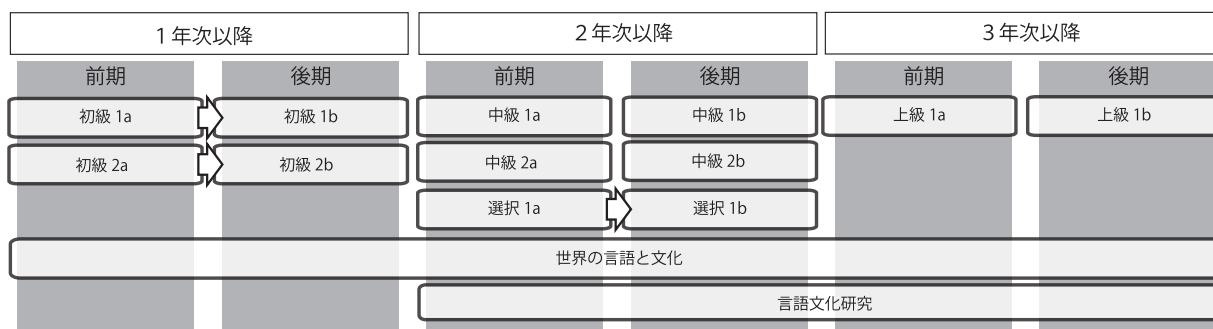 1年次以降 2年次以降 3年次以降
前期 後期 前期 後期 前期 後期
初級 1a 初級 1b 中級 1a 中級 1b 上級 1a 上級 1b
初級 2a 初級 2b 中級 2a 中級 2b
選択 1a 選択 1b
世界の言語と文化
言語文化研究